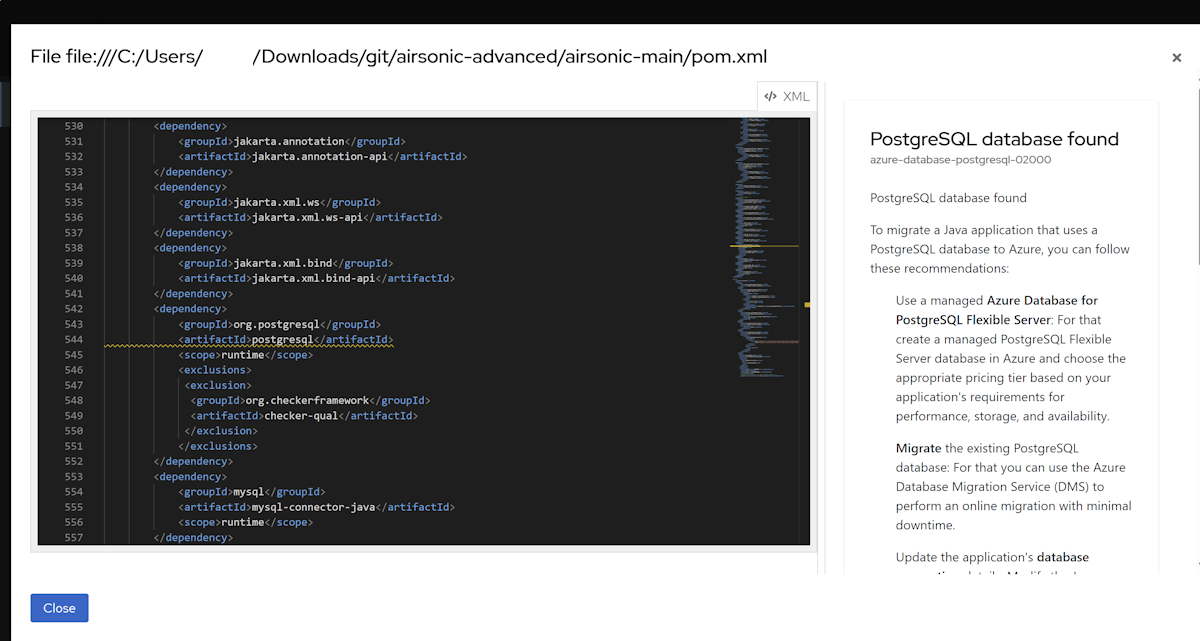 File file:///C:/Users/ /Downloads/git/airsonic-advanced/airsonic-main/pom.xml
×
</> XML
530 <dependency>
531 <groupId>jakarta.annotation</groupId>
532 <artifactId>jakarta.annotation-api</artifactId>
533 </dependency>
534 <dependency>
535 <groupId>jakarta.xml.ws</groupId>
536 <artifactId>jakarta.xml.ws-api</artifactId>
537 </dependency>
538 <dependency>
539 <groupId>jakarta.xml.bind</groupId>
540 <artifactId>jakarta.xml.bind-api</artifactId>
541 </dependency>
542 <dependency>
543 <groupId>org.postgresql</groupId>
544 <artifactId>postgresql</artifactId>
545 <scope>runtime</scope>
546 <exclusions>
547 <exclusion>
548 <groupId>org.checkerframework</groupId>
549 <artifactId>checker-qual</artifactId>
550 </exclusion>
551 </exclusions>
552 </dependency>
553 <dependency>
554 <groupId>mysql</groupId>
555 <artifactId>mysql-connector-java</artifactId>
556 <scope>runtime</scope>
557 </dependency>
PostgreSQL database found
azure-database-postgresql-02000
PostgreSQL database found
To migrate a Java application that uses a
PostgreSQL database to Azure, you can follow
these recommendations:
Use a managed Azure Database for
PostgreSQL Flexible Server: For that
create a managed PostgreSQL Flexible
Server database in Azure and choose the
appropriate pricing tier based on your
application's requirements for
performance, storage, and availability.
Migrate the existing PostgreSQL
database: For that you can use the Azure
Database Migration Service (DMS) to
perform an online migration with minimal
downtime.
Update the application's database
Close